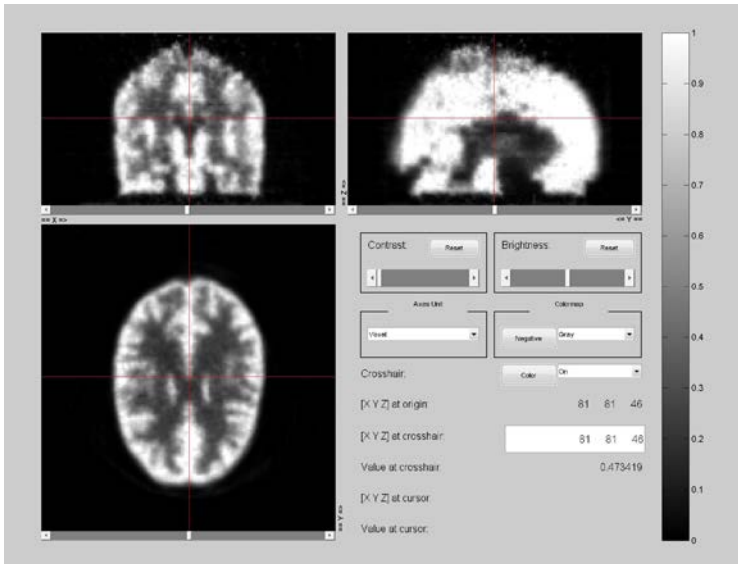 1
0.9
0.8
0.7
0.6
0.5
0.4
0.3
0.2
0.1
0
<= Z =>
<= X =>
<= Y =>
Contrast: Reset
Brightness: Reset
Axes Unit
Colormap
Voxel
Negative Gray
Crosshair: Color On
[X Y Z] at origin: 81 81 46
[X Y Z] at crosshair: 81 81 46
Value at crosshair: 0.473419
[X Y Z] at cursor:
Value at cursor:
<= Y =>